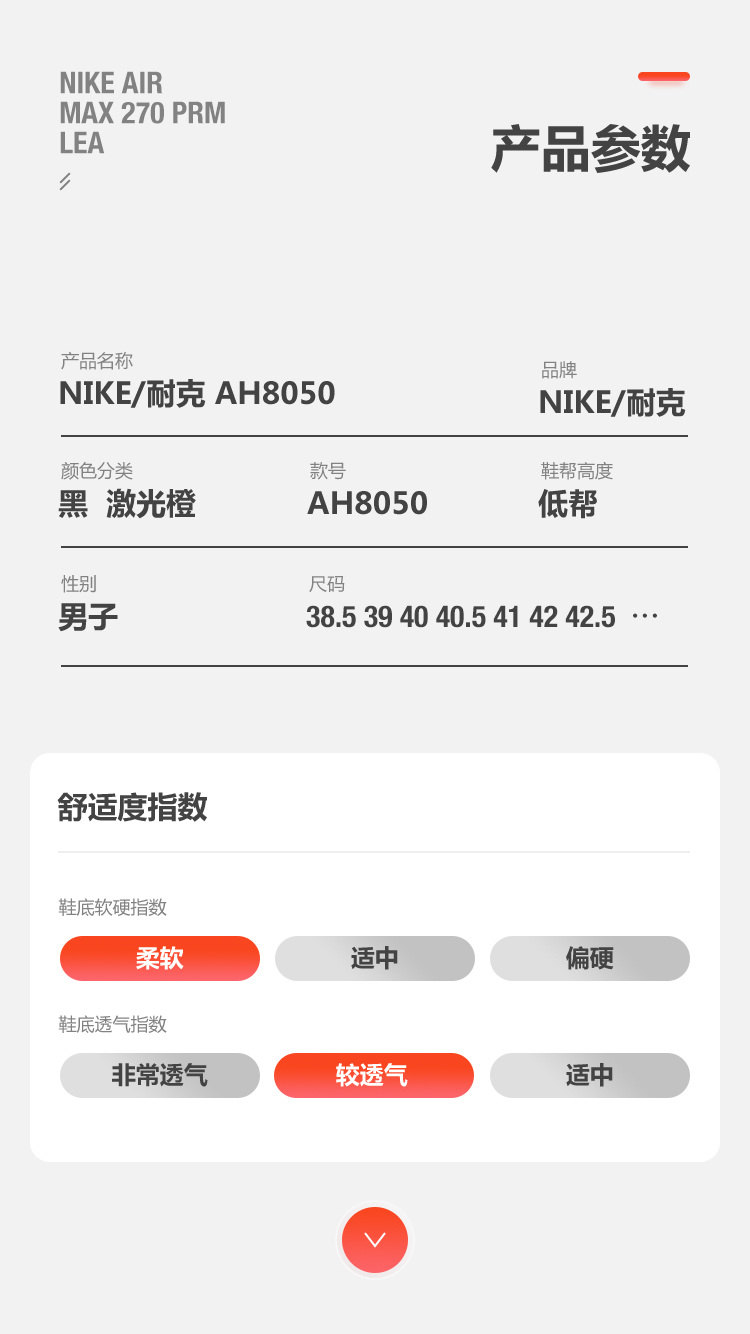 NIKE AIR
MAX 270 PRM
LEA
产品参数
产品名称
NIKE/耐克 AH8050
品牌
NIKE/耐克
颜色分类
黑 激光橙
款号
AH8050
鞋帮高度
低帮
性别
男子
尺码
38.5 39 40 40.5 41 42 42.5 ···
舒适度指数
鞋底软硬指数
柔软
适中
偏硬
鞋底透气指数
非常透气
较透气
适中